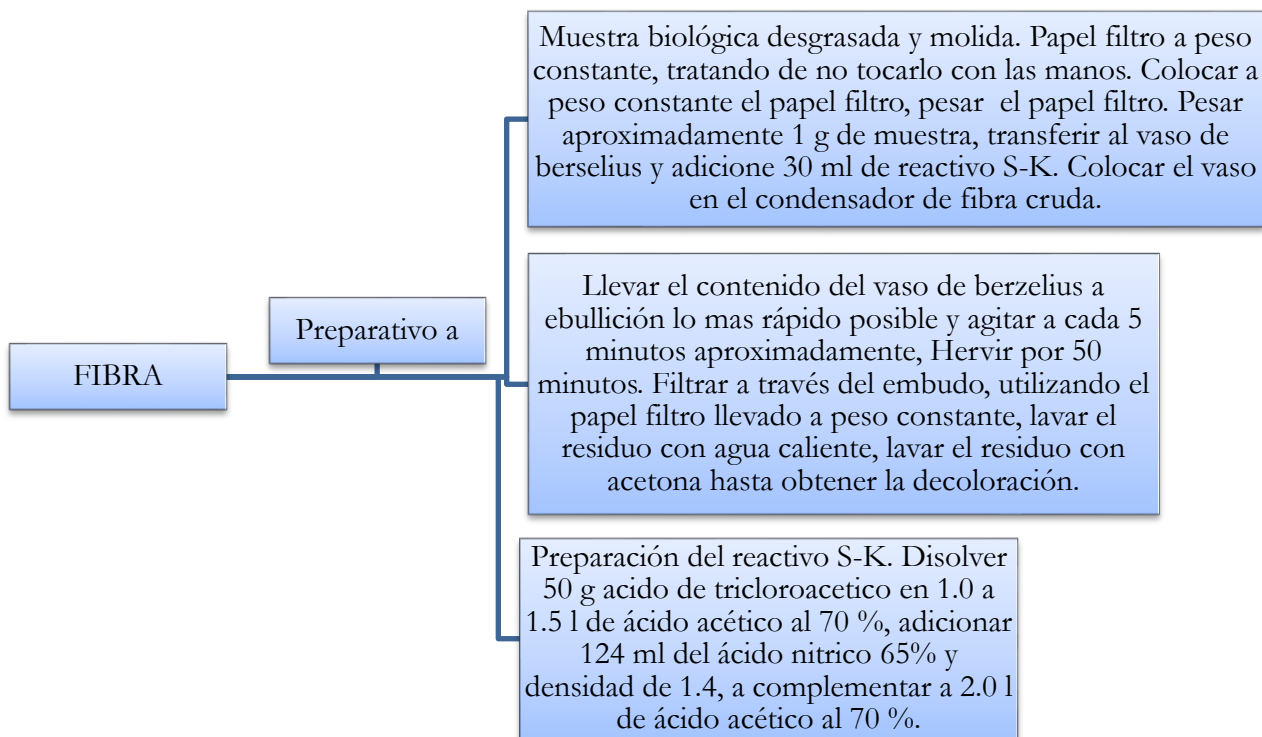 FIBRA
Preparativo a
Muestra biológica desgrasada y molida. Papel filtro a peso
constante, tratando de no tocarlo con las manos. Colocar a
peso constante el papel filtro, pesar el papel filtro. Pesar
aproximadamente 1 g de muestra, transferir al vaso de
berselius y adicione 30 ml de reactivo S-K. Colocar el vaso
en el condensador de fibra cruda.
Llevar el contenido del vaso de berzelius a
ebullición lo mas rápido posible y agitar a cada 5
minutos aproximadamente, Hervir por 50
minutos. Filtrar a través del embudo, utilizando el
papel filtro llevado a peso constante, lavar el
residuo con agua caliente, lavar el residuo con
acetona hasta obtener la decoloración.
Preparación del reactivo S-K. Disolver
50 g acido de tricloroacetico en 1.0 a
1.5 l de ácido acético al 70 %, adicionar
124 ml del ácido nitrico 65% y
densidad de 1.4, a complementar a 2.0 l
de ácido acético al 70 %.